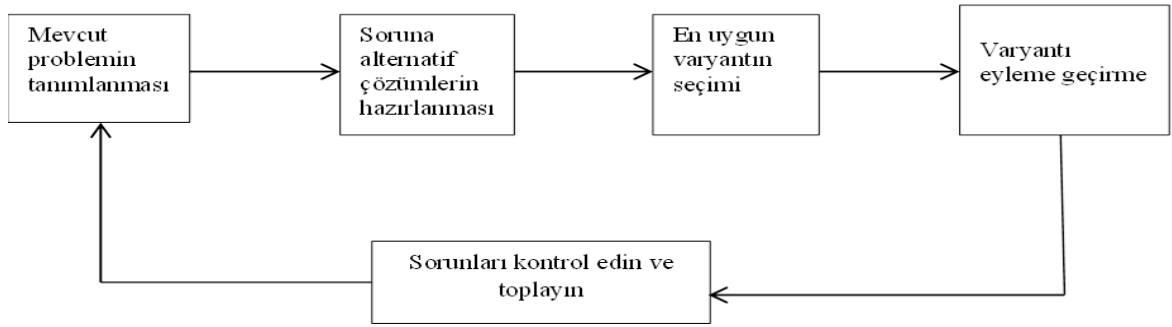 Mevcut
problemin
tanımlanması
Soruna
alternatif
çözümlerin
hazırlanması
En uygun
varyantın
seçimi
Varyantı
eyleme geçirme
Sorunları kontrol edin ve
toplayın